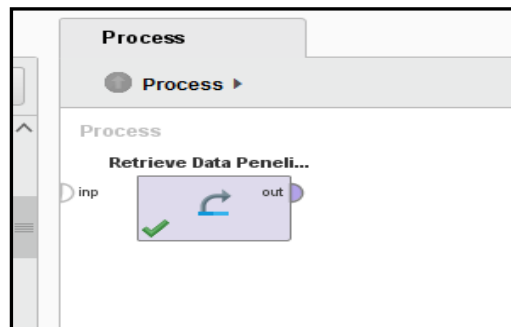 Process
Process
Process
Retrieve Data Peneli...
inp
out